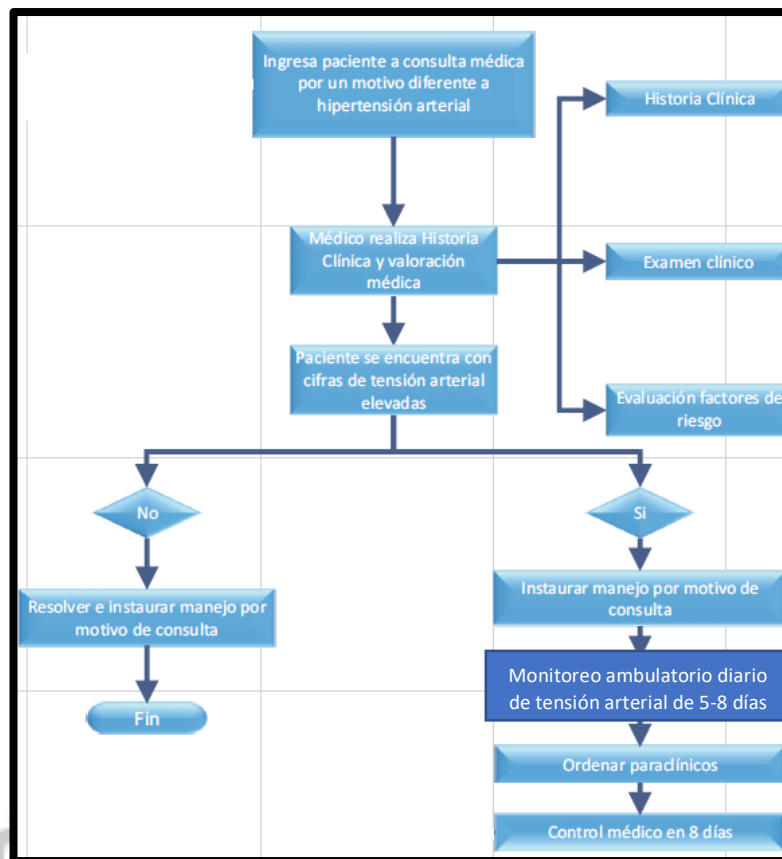 Ingresa paciente a consulta médica
por un motivo diferente a
hipertensión arterial
Historia Clínica
Médico realiza Historia
Clínica y valoración
médica
Examen clínico
Paciente se encuentra con
cifras de tensión arterial
elevadas
Evaluación factores de
riesgo
No
Si
Resolver e instaurar manejo por
motivo de consulta
Instaurar manejo por motivo de
consulta
Monitoreo ambulatorio diario
de tensión arterial de 5-8 días
Fin
Ordenar paraclínicos
Control médico en 8 días